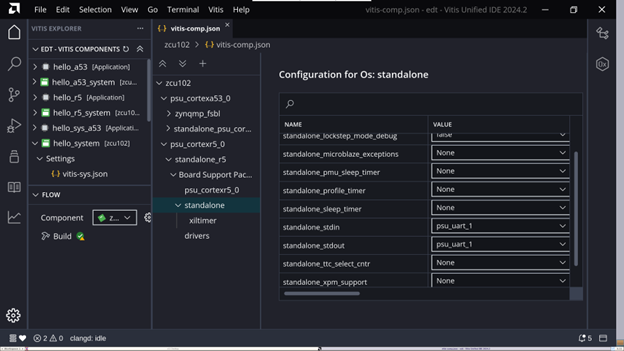 File Edit Selection View Go Terminal Vitis Help
vitis-comp.json - edt - Vitis Unified IDE 2024.2
VITIS EXPLORER
EDT - VITIS COMPONENTS
hello_a53 [Application]
hello_a53_system [zcu...
hello_r5 [Application]
hello_r5_system [zcu10...
hello_sys_a53 [Applicati...
hello_system [zcu102]
Settings
vitis-sys.json
FLOW
Component z...
Build
{..} vitis-comp.json
zcu102 > {..} vitis-comp.json
zcu102
psu_cortexa53_0
zynqmp_fsbl
standalone_psu_cor...
psu_cortexr5_0
standalone_r5
Board Support Pac...
psu_cortexr5_0
standalone
xiltimer
drivers
Configuration for Os: standalone
NAME VALUE
standalone_lockstep_mode_debug false
standalone_microblaze_exceptions None
standalone_pmu_sleep_timer None
standalone_profile_timer None
standalone_sleep_timer None
standalone_stdin psu_uart_1
standalone_stdout psu_uart_1
standalone_ttc_select_cntr None
standalone_xpm_support None
2 0 clangd: idle
5